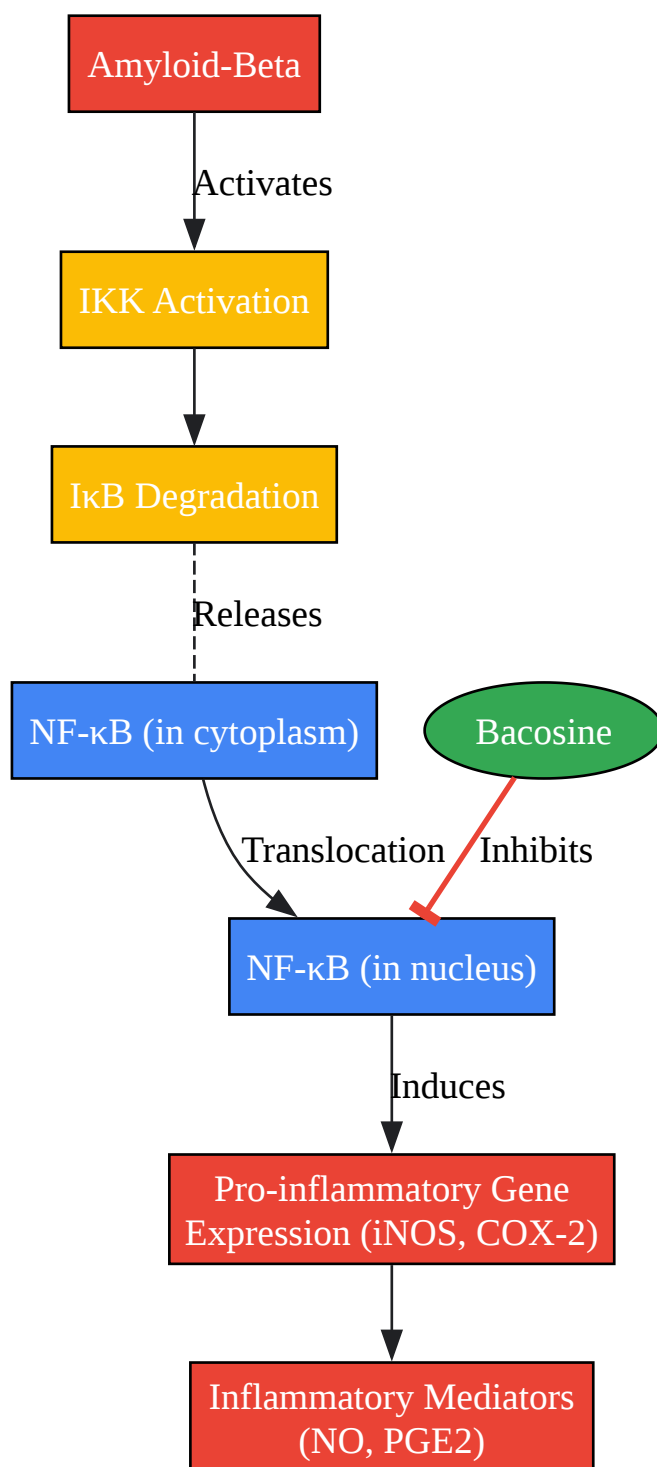 Amyloid-Beta
Activates
IKK Activation
IκB Degradation
Releases
NF-κB (in cytoplasm)
Bacosine
Translocation
Inhibits
NF-κB (in nucleus)
Induces
Pro-inflammatory Gene
Expression (iNOS, COX-2)
Inflammatory Mediators
(NO, PGE2)